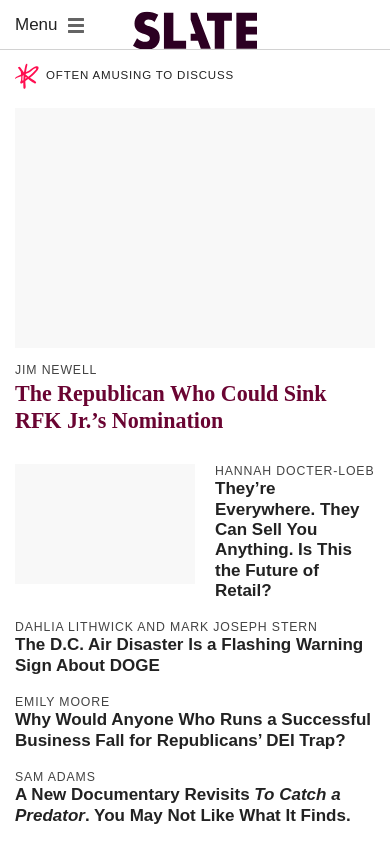 Menu
SLATE
OFTEN AMUSING TO DISCUSS
JIM NEWELL
The Republican Who Could Sink
RFK Jr.’s Nomination
HANNAH DOCTER-LOEB
They’re
Everywhere. They
Can Sell You
Anything. Is This
the Future of
Retail?
DAHLIA LITHWICK AND MARK JOSEPH STERN
The D.C. Air Disaster Is a Flashing Warning
Sign About DOGE
EMILY MOORE
Why Would Anyone Who Runs a Successful
Business Fall for Republicans’ DEI Trap?
SAM ADAMS
A New Documentary Revisits To Catch a
Predator. You May Not Like What It Finds.